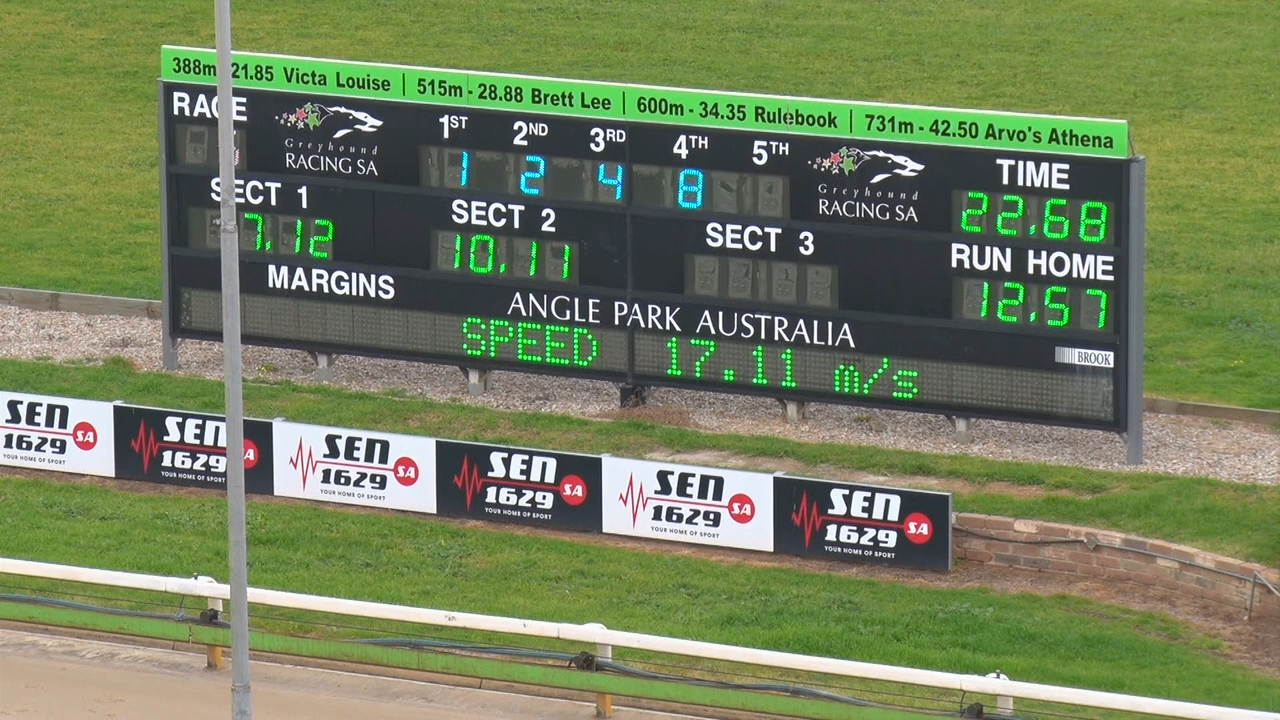 388m 21.85 Victa Louise | 515m - 28.88 Brett Lee | 600m - 34.35 Rulebook | 731m - 42.50 Arvo's Athena
RACE
Greyhound
RACING SA
1ST 2ND 3RD 4TH 5TH
1 2 4 8
Greyhound
RACING SA
TIME
22.68
SECT 1
7.12
SECT 2
10.11
SECT 3
RUN HOME
12.57
MARGINS
ANGLE PARK AUSTRALIA
SPEED 17.11 m/s
BROOK
SEN
1629 SA
YOUR HOME OF SPORT
SEN
1629 SA
YOUR HOME OF SPORT
SEN
1629 SA
YOUR HOME OF SPORT
SEN
1629 SA
YOUR HOME OF SPORT
SEN
1629 SA
YOUR HOME OF SPORT
SEN
1629 SA
YOUR HOME OF SPORT